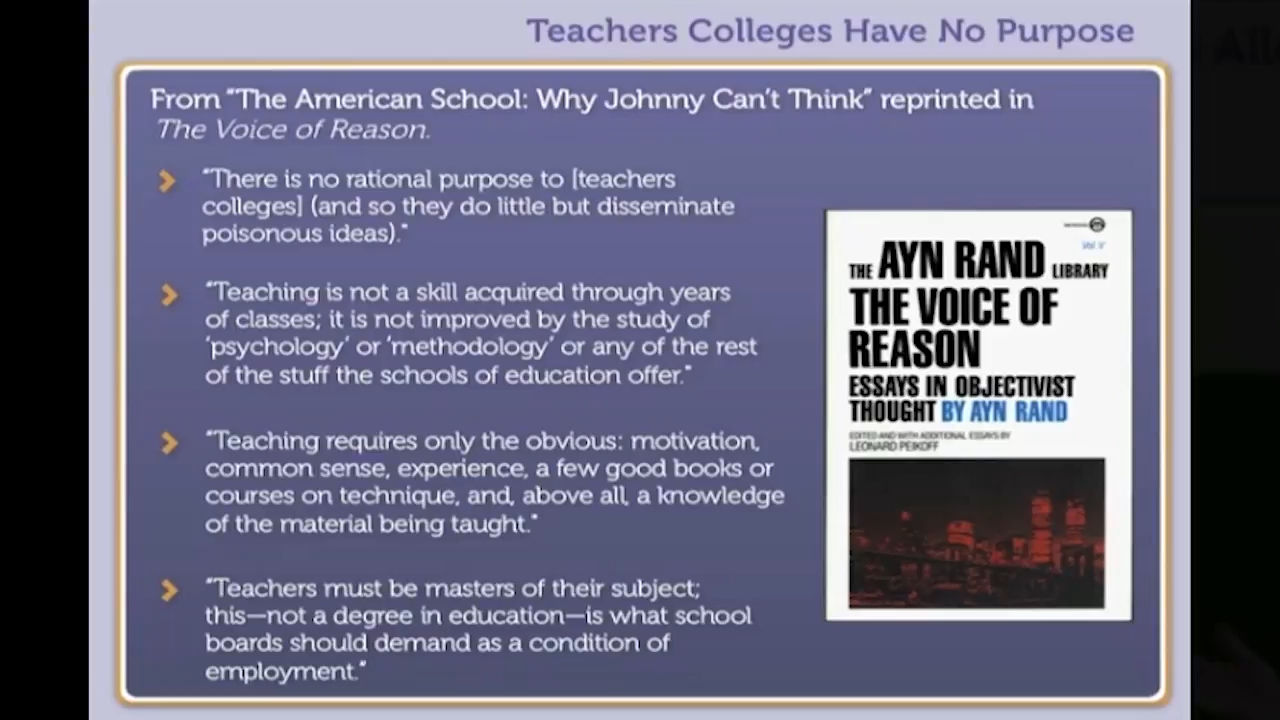 Teachers Colleges Have No Purpose
From "The American School: Why Johnny Can't Think" reprinted in
The Voice of Reason.
"There is no rational purpose to [teachers
colleges] (and so they do little but disseminate
poisonous ideas)."
"Teaching is not a skill acquired through years
of classes; it is not improved by the study of
'psychology' or 'methodology' or any of the rest
of the stuff the schools of education offer."
"Teaching requires only the obvious: motivation,
common sense, experience, a few good books or
courses on technique, and, above all, a knowledge
of the material being taught."
"Teachers must be masters of their subject;
this—not a degree in education—is what school
boards should demand as a condition of
employment."
Vol. V
THE AYN RAND LIBRARY
THE VOICE OF
REASON
ESSAYS IN OBJECTIVIST
THOUGHT BY AYN RAND
EDITED AND WITH ADDITIONAL ESSAYS BY
LEONARD PEIKOFF